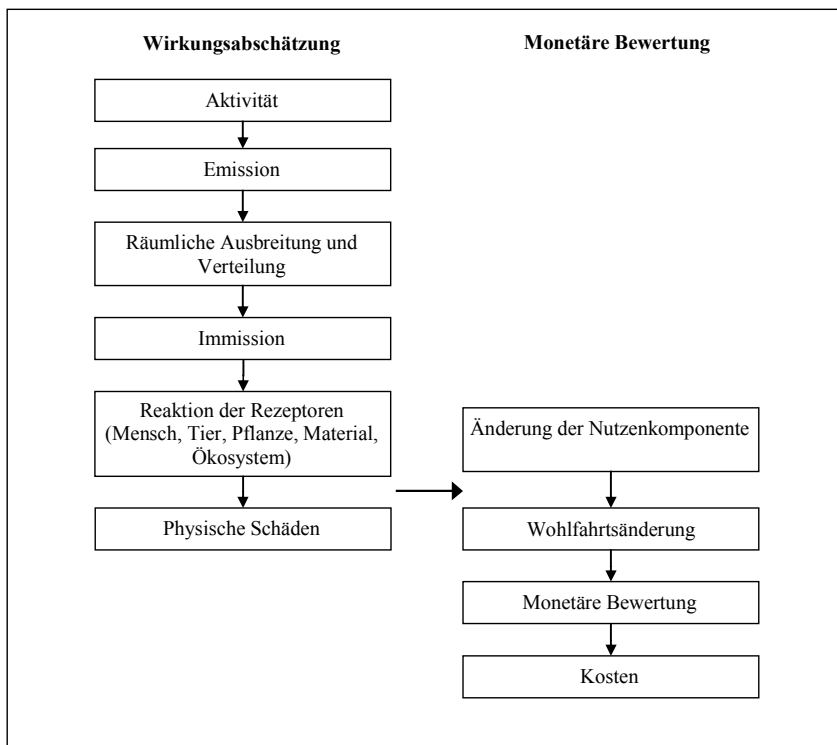 Wirkungsabschätzung
Aktivität
Emission
Räumliche Ausbreitung und
Verteilung
Immission
Reaktion der Rezeptoren
(Mensch, Tier, Pflanze, Material,
Ökosystem)
Physische Schäden
Monetäre Bewertung
Änderung der Nutzenkomponente
Wohlfahrtsänderung
Monetäre Bewertung
Kosten